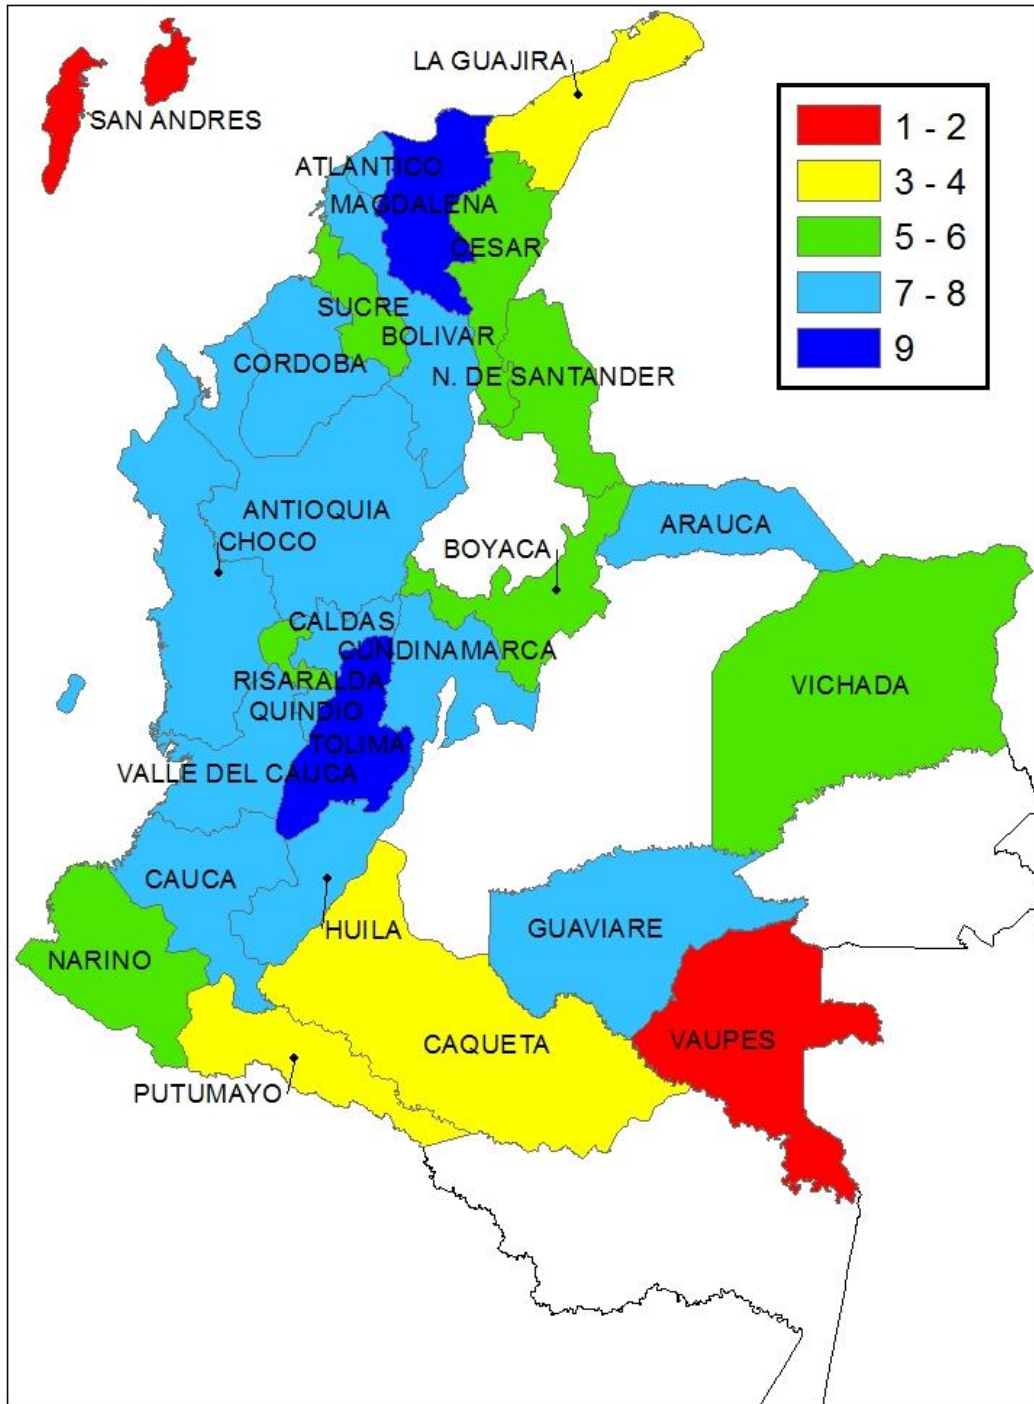 LA GUAJIRA
SAN ANDRES
1 - 2
3 - 4
5 - 6
7 - 8
9
ATLANTICO
MAGDALENA
CESAR
SUCRE
BOLIVAR
CORDOBA
N. DE SANTANDER
ANTIOQUIA
ARAUCA
CHOCO
BOYACA
CALDAS
CUNDINAMARCA
RISARALDA
VICHADA
QUINDIO
TOLIMA
VALLE DEL CAUCA
CAUCA
HUILA
GUAVIARE
NARINO
CAQUETA
VAUPES
PUTUMAYO